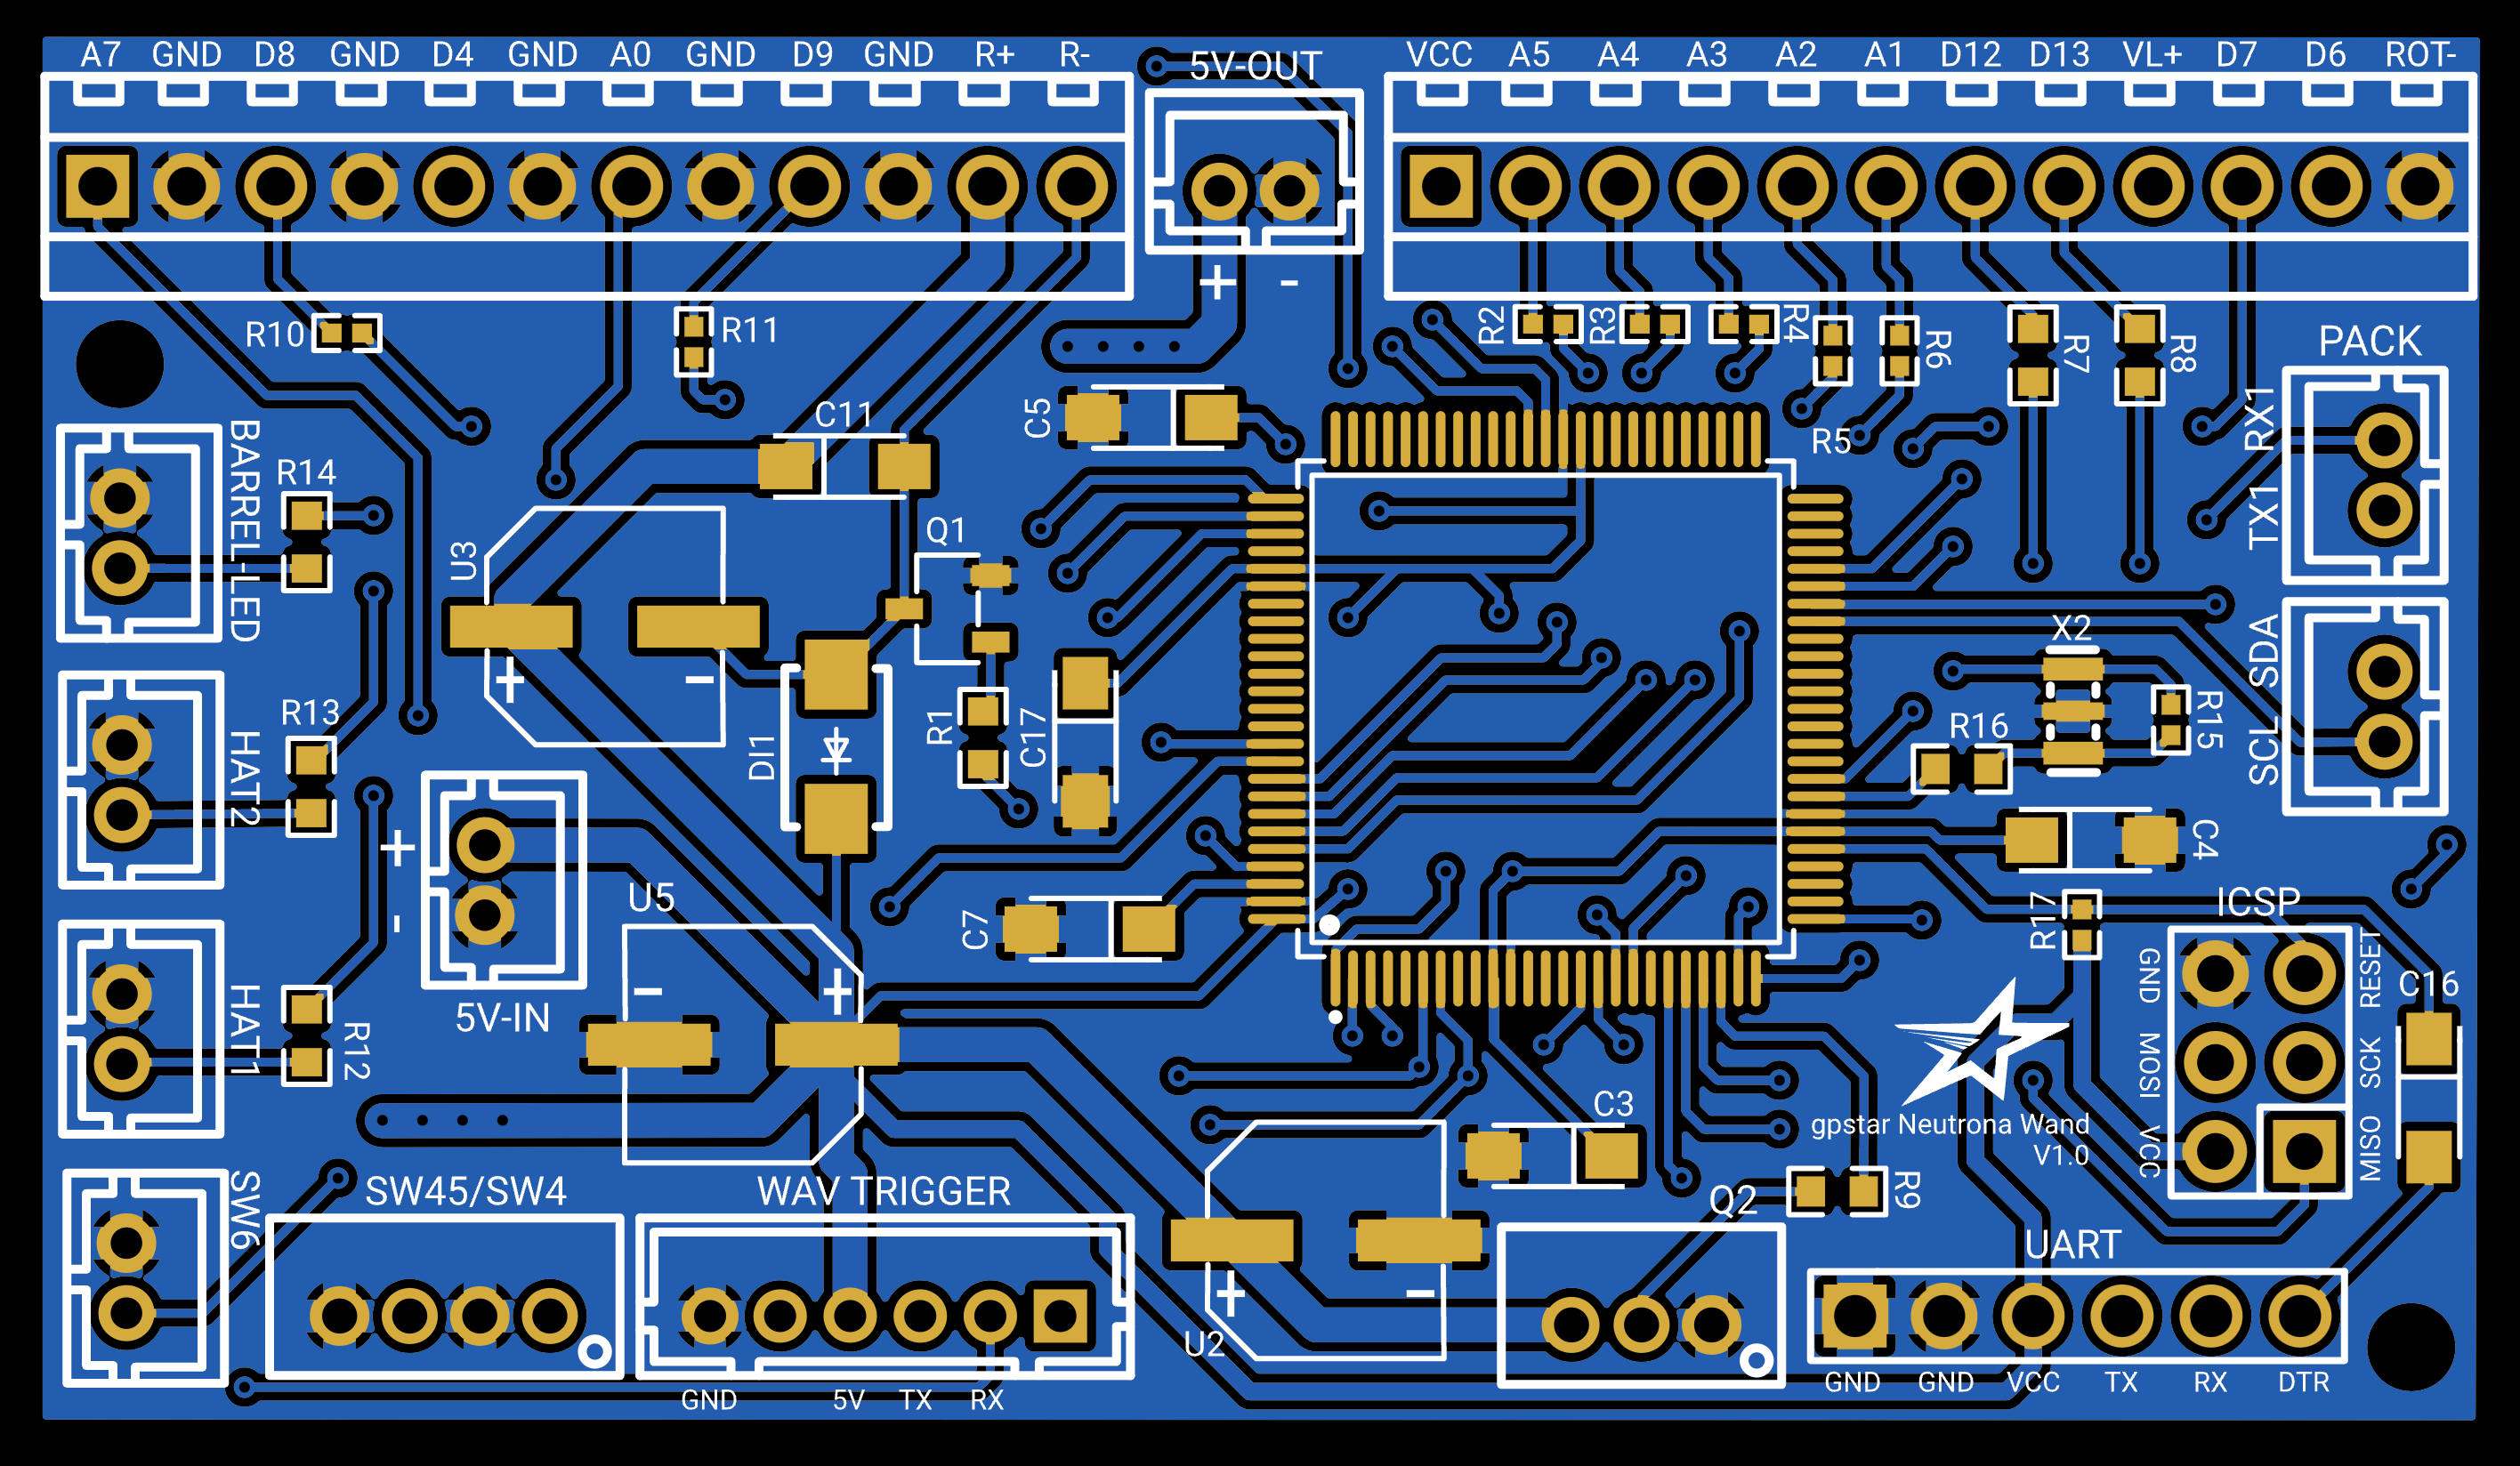 A7 GND D8 GND D4 GND A0 GND D9 GND R+ R-
5V-OUT
VCC A5 A4 A3 A2 A1 D12 D13 VL+ D7 D6 ROT-
+ -
R10
R11
R2
R3
R4
R5
R6
R7
R8
PACK
RX1
TX1
C11
C5
BARREL-LED
R14
U3
Q1
+ -
X2
SDA
SCL
R13
HAT2
DI1
R1
C17
R16
R15
C4
+
-
5V-IN
U5
- +
C7
R17
ICSP
GND
MOSI
VCC
RESET
SCK
MISO
C16
HAT1
R12
C3
gpstar Neutrona Wand
V1.0
SW6
SW45/SW4
WAV TRIGGER
Q2
R9
UART
+ -
U2
GND 5V TX RX
GND GND VCC TX RX DTR